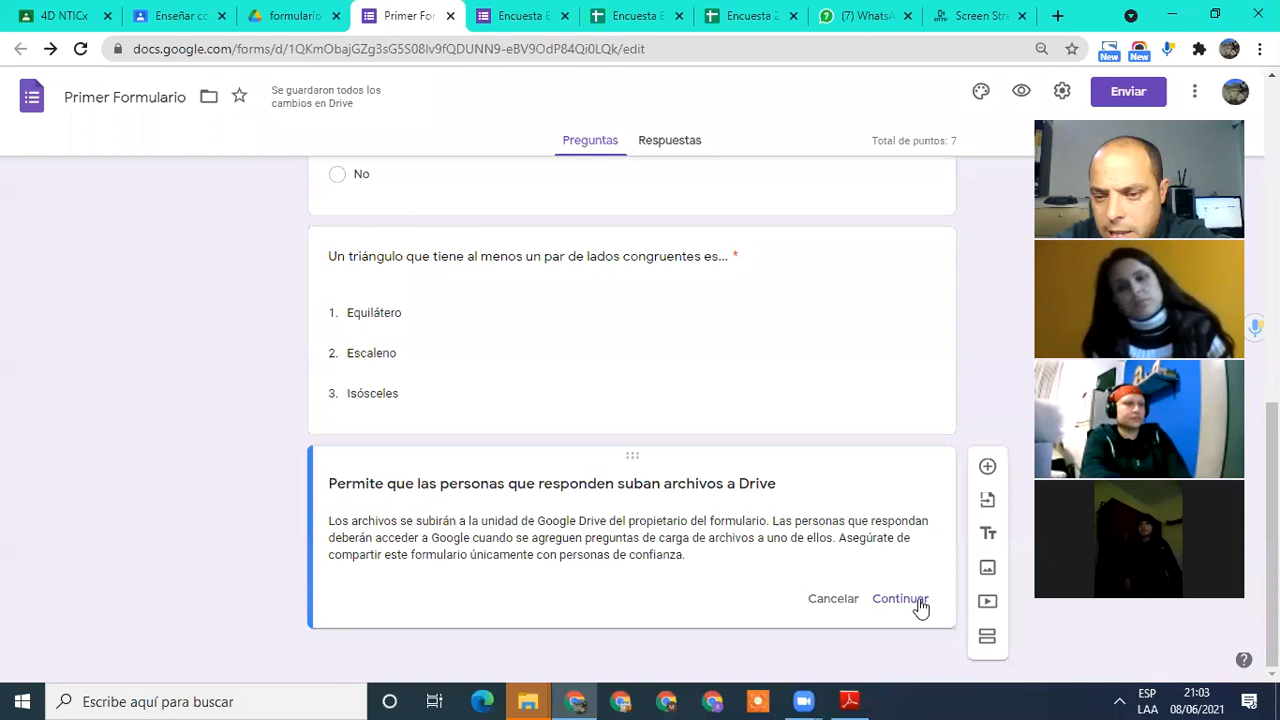 4D NTICx
Enseñar cc
formulario
Primer Fo
Encuesta E
Encuesta E
Encuesta 2
(7) WhatsA
Screen Stre
docs.google.com/forms/d/1QKmObajGZg3sG5SQ8lv3IQDUNN9-eBV9OdP84Qi0LQk/edit
New
New
Primer Formulario
Se guardaron todos los
cambios en Drive
Enviar
Preguntas
Respuestas
Total de puntos: 7
No
Un triángulo que tiene al menos un par de lados congruentes es... *
1. Equilátero
2. Escaleno
3. Isósceles
Permite que las personas que responden suban archivos a Drive
Los archivos se subirán a la unidad de Google Drive del propietario del formulario. Las personas que respondan
deberán acceder a Google cuando se agreguen preguntas de carga de archivos a uno de ellos. Asegúrate de
compartir este formulario únicamente con personas de confianza.
Cancelar
Continuar
Escribe aquí para buscar
ESP
LAA
21:03
08/06/2021